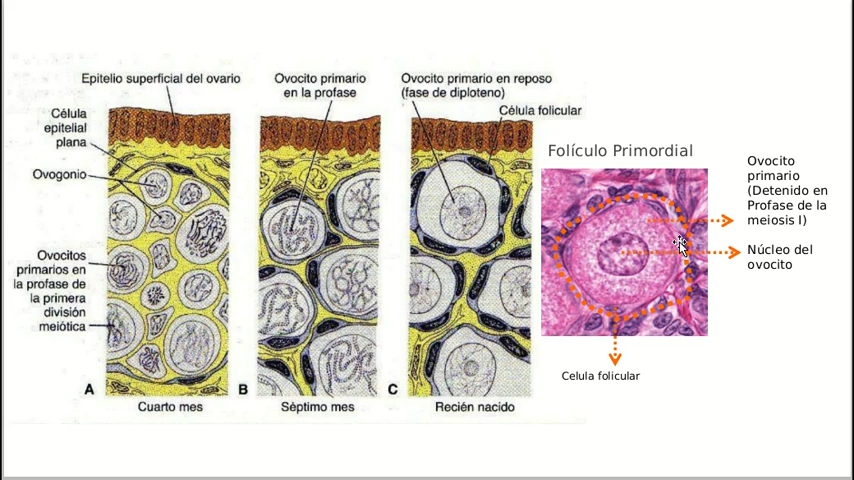 Epitelio superficial del ovario
Célula
epitelial
plana
Ovogonio
Ovocitos
primarios en
la profase de
la primera
división
meiótica
A
Cuarto mes
Ovocito primario
en la profase
B
Séptimo mes
Ovocito primario en reposo
(fase de diploteno)
Célula folicular
C
Recién nacido
Folículo Primordial
Ovocito
primario
(Detenido en
Profase de la
meiosis I)
Núcleo del
ovocito
Celula folicular